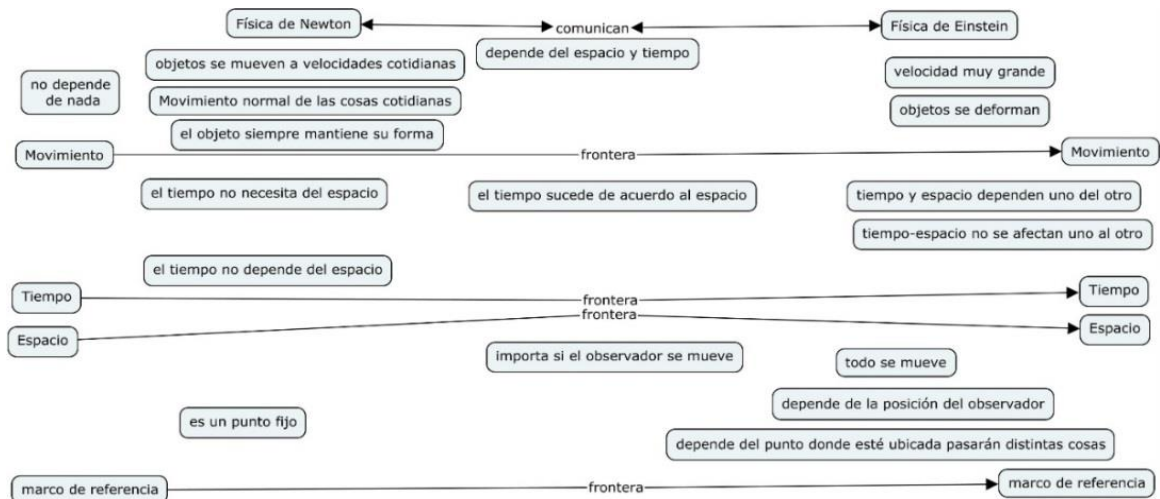 Física de Newton
comunican
Física de Einstein
depende del espacio y tiempo
objetos se mueven a velocidades cotidianas
velocidad muy grande
no depende
de nada
Movimiento normal de las cosas cotidianas
objetos se deforman
el objeto siempre mantiene su forma
Movimiento
frontera
Movimiento
el tiempo no necesita del espacio
el tiempo sucede de acuerdo al espacio
tiempo y espacio dependen uno del otro
tiempo-espacio no se afectan uno al otro
el tiempo no depende del espacio
Tiempo
frontera
Tiempo
frontera
Espacio
Espacio
importa si el observador se mueve
todo se mueve
depende de la posición del observador
es un punto fijo
depende del punto donde esté ubicada pasarán distintas cosas
marco de referencia
frontera
marco de referencia